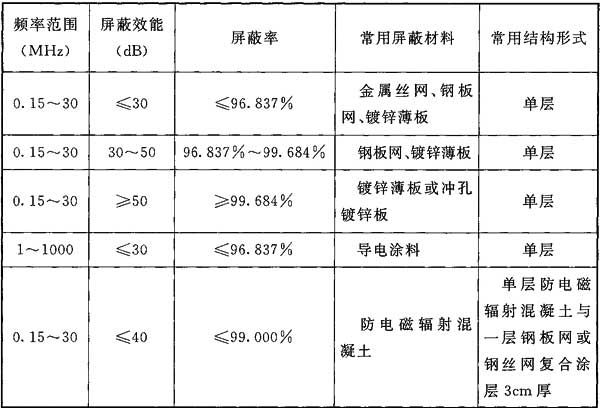 频率范围（MHz） 屏蔽效能（dB） 屏蔽率 常用屏蔽材料 常用结构形式
0.15～30 ≤30 ≤96.837% 金属丝网、钢板网、镀锌薄板 单层
0.15～30 30～50 96.837%～99.684% 钢板网、镀锌薄板 单层
0.15～30 ≥50 ≥99.684% 镀锌薄板或冲孔镀锌板 单层
1～1000 ≤30 ≤96.837% 导电涂料 单层
0.15～30 ≤40 ≤99.000% 防电磁辐射混凝土 单层防电磁辐射混凝土与一层钢板网或钢丝网复合涂层3cm厚